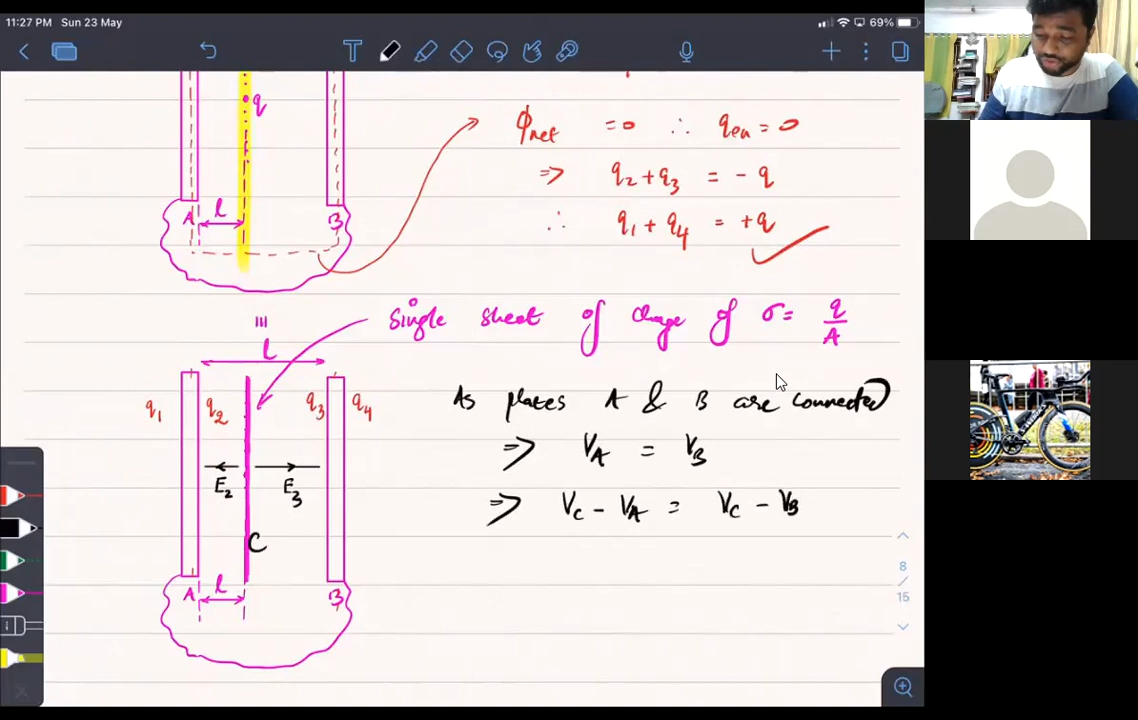 11:27 PM Sun 23 May
69%
q
ϕnet = 0 ∴ qen = 0
⇒ q2 + q3 = - q
∴ q1 + q4 = + q
A
l
B
Single sheet of charge of σ = q/A
III
L
q1 q2 q3 q4
As plates A & B are connected
⇒ VA = VB
E2 E3
⇒ VC - VA = VC - VB
C
A
l
B
8
/
15